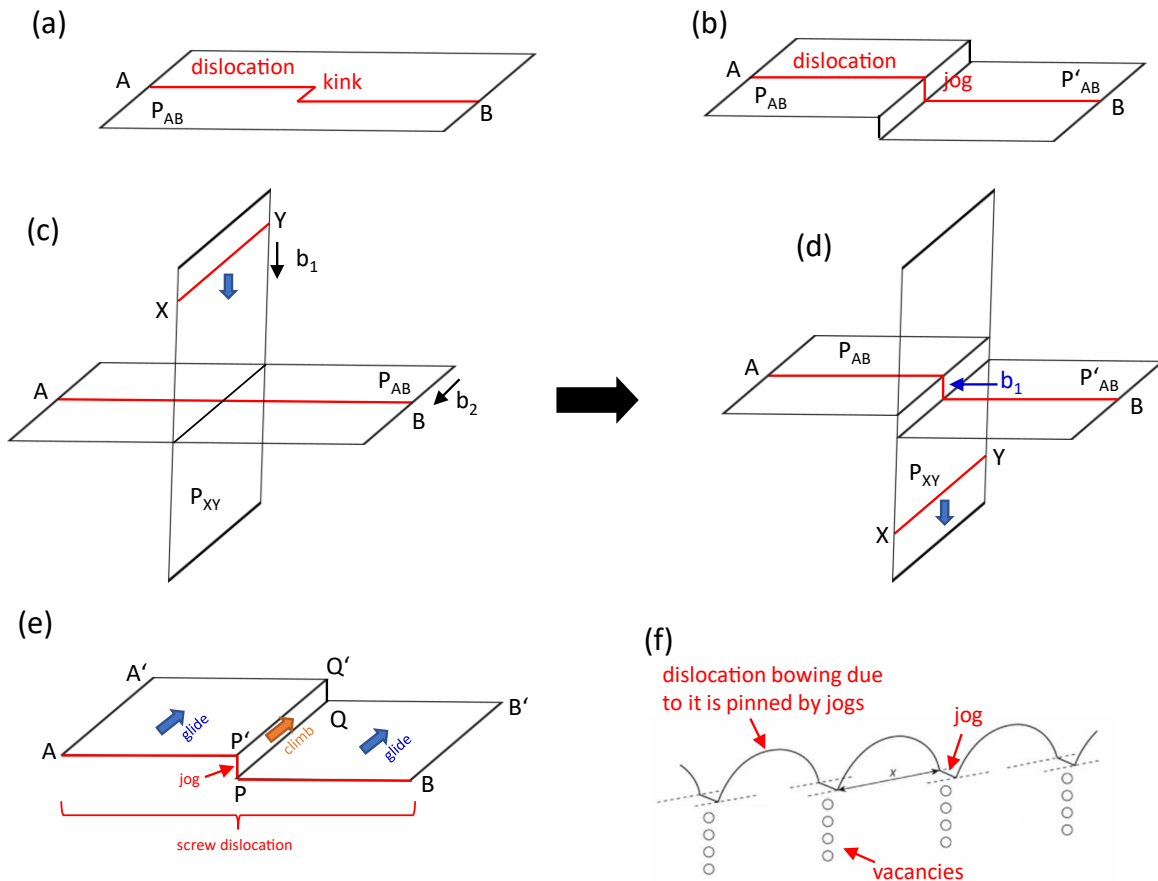 (a)
A
dislocation
kink
P_AB
B
(b)
A
dislocation
jog
P_AB
P‘_AB
B
(c)
Y
b_1
X
A
P_AB
b_2
B
P_XY
(d)
P_AB
A
b_1
P‘_AB
B
Y
P_XY
X
(e)
A‘
Q‘
glide
Q
B‘
P‘
climb
glide
A
jog
P
B
screw dislocation
(f)
dislocation bowing due
to it is pinned by jogs
jog
x
vacancies